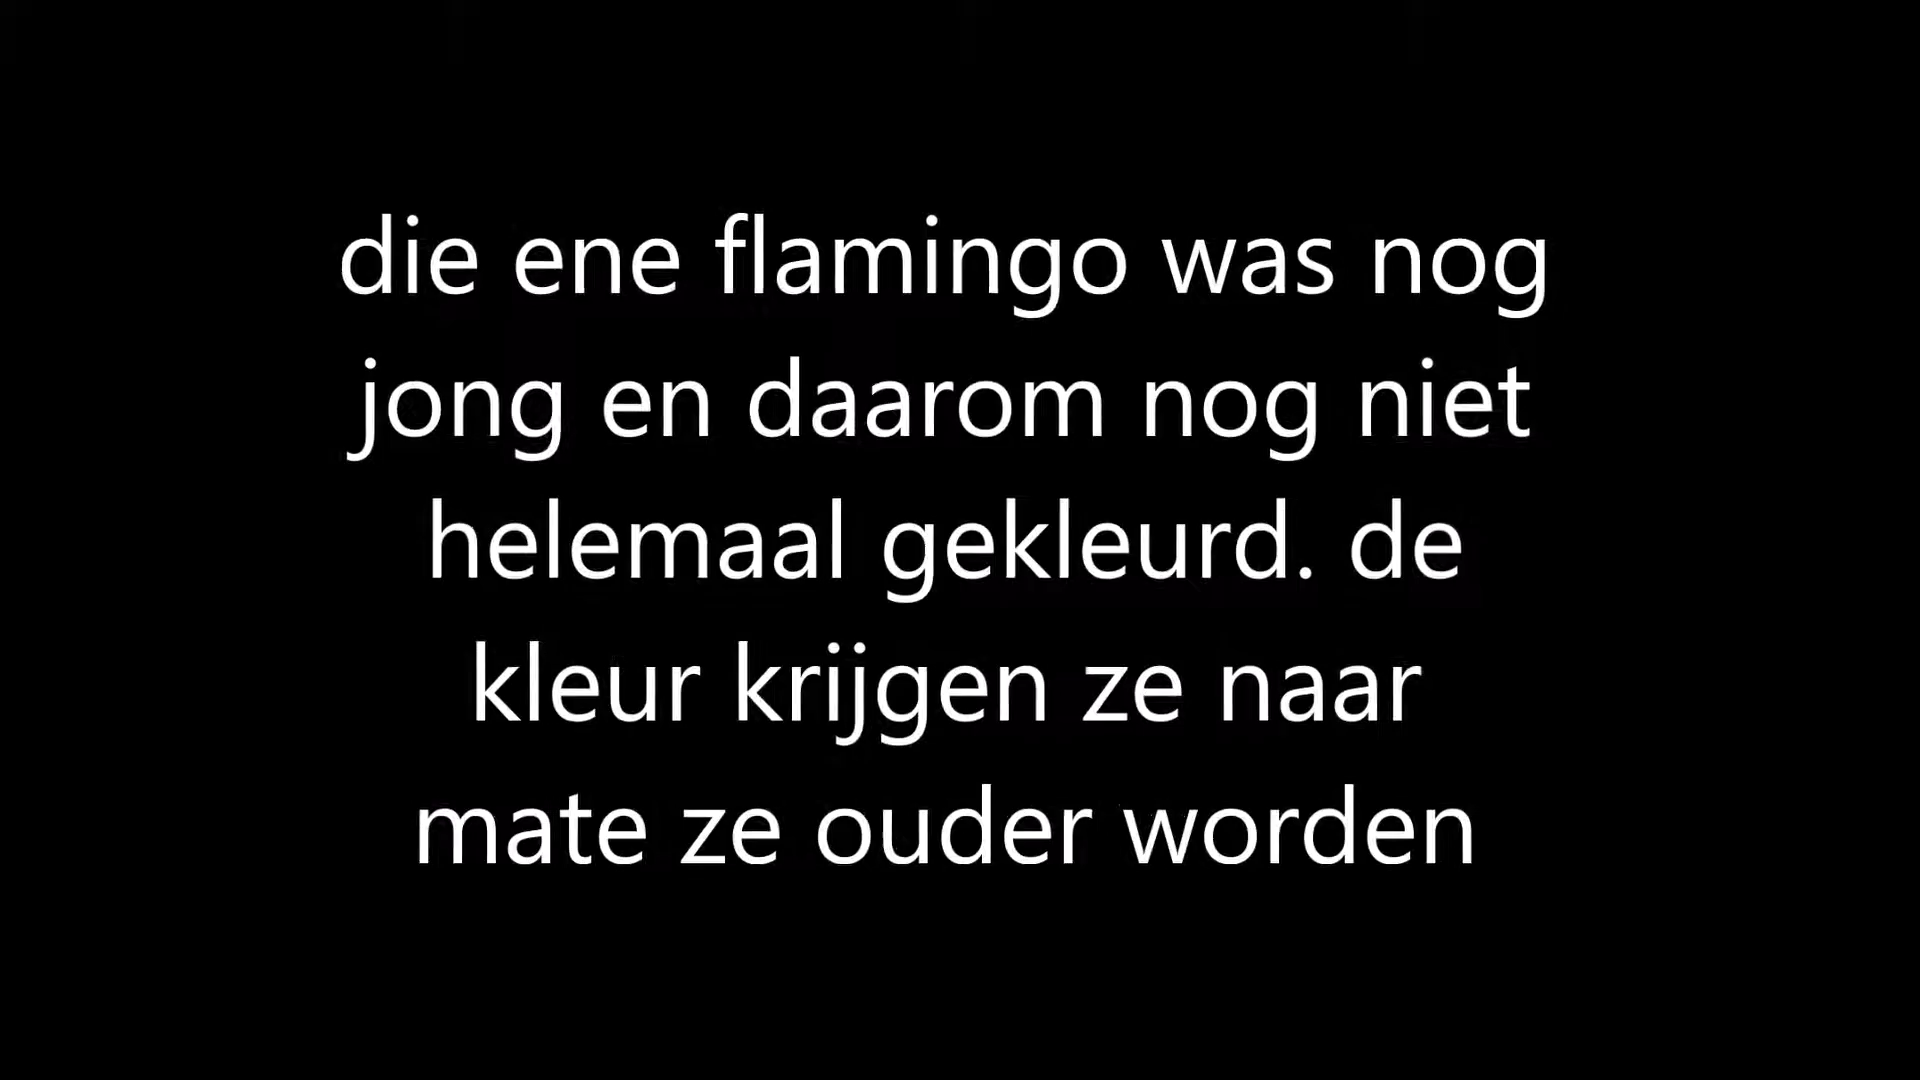 die ene flamingo was nog
jong en daarom nog niet
helemaal gekleurd. de
kleur krijgen ze naar
mate ze ouder worden